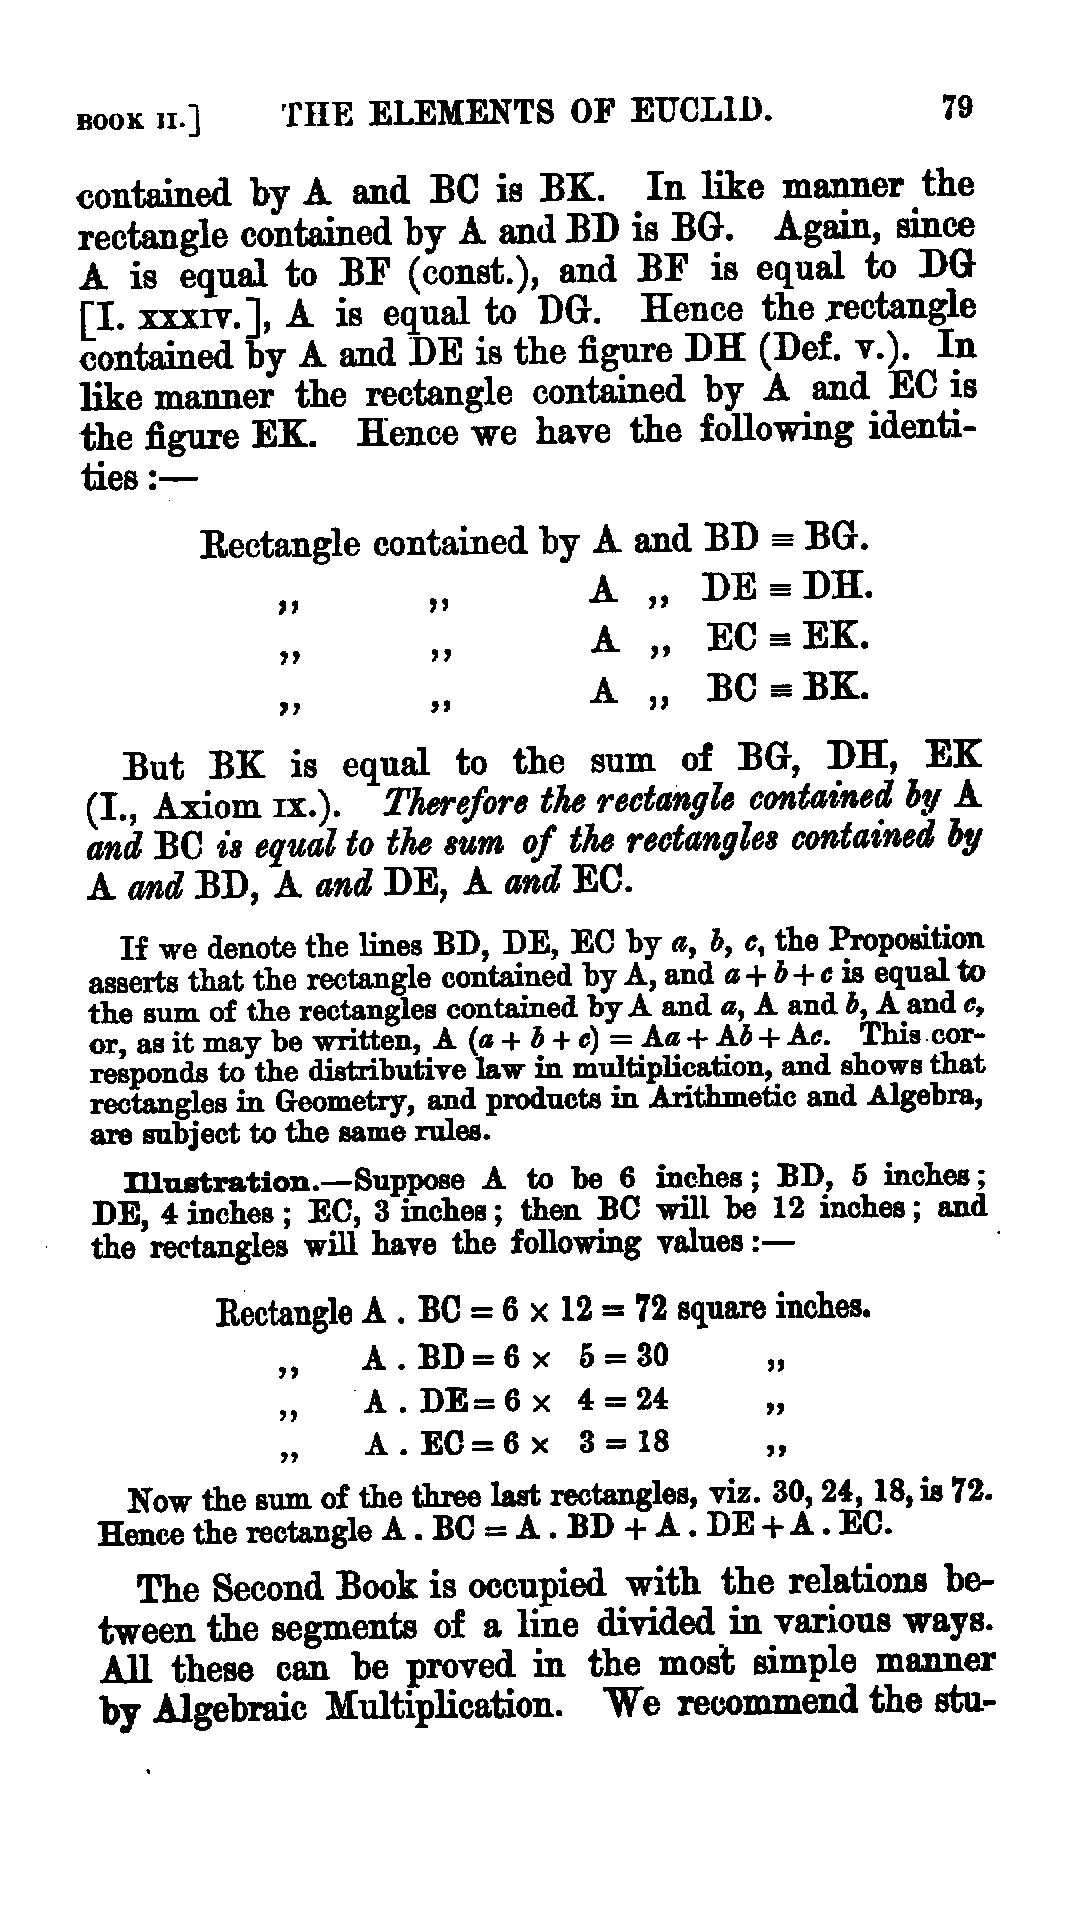 BOOK II.] THE ELEMENTS OF EUCLID. 79
contained by A and BC is BK. In like manner the
rectangle contained by A and BD is BG. Again, since
A is equal to BF (const.), and BF is equal to DG
[I. XXXIV.], A is equal to DG. Hence the rectangle
contained by A and DE is the figure DH (Def. V.). In
like manner the rectangle contained by A and EC is
the figure EK. Hence we have the following identi-
ties :—
Rectangle contained by A and BD ≡ BG.
,, ,, A ,, DE ≡ DH.
,, ,, A ,, EC ≡ EK.
,, ,, A ,, BC ≡ BK.
But BK is equal to the sum of BG, DH, EK
(I., Axiom IX.). Therefore the rectangle contained by A
and BC is equal to the sum of the rectangles contained by
A and BD, A and DE, A and EC.
If we denote the lines BD, DE, EC by a, b, c, the Proposition
asserts that the rectangle contained by A, and a + b + c is equal to
the sum of the rectangles contained by A and a, A and b, A and c,
or, as it may be written, A (a + b + c) = Aa + Ab + Ac. This cor-
responds to the distributive law in multiplication, and shows that
rectangles in Geometry, and products in Arithmetic and Algebra,
are subject to the same rules.
Illustration.—Suppose A to be 6 inches ; BD, 5 inches ;
DE, 4 inches ; EC, 3 inches ; then BC will be 12 inches ; and
the rectangles will have the following values :—
Rectangle A . BC = 6 × 12 = 72 square inches.
,, A . BD = 6 × 5 = 30 ,,
,, A . DE = 6 × 4 = 24 ,,
,, A . EC = 6 × 3 = 18 ,,
Now the sum of the three last rectangles, viz. 30, 24, 18, is 72.
Hence the rectangle A . BC = A . BD + A . DE + A . EC.
The Second Book is occupied with the relations be-
tween the segments of a line divided in various ways.
All these can be proved in the most simple manner
by Algebraic Multiplication. We recommend the stu-